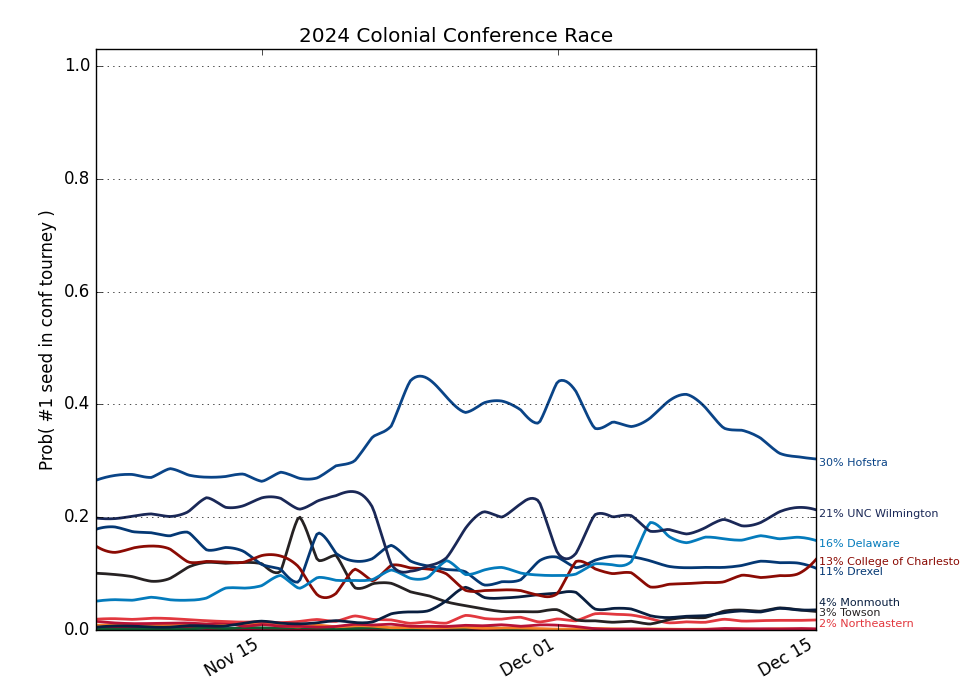 2024 Colonial Conference Race
Prob( #1 seed in conf tourney )
1.0
0.8
0.6
0.4
0.2
0.0
Nov 15
Dec 01
Dec 15
30% Hofstra
21% UNC Wilmington
16% Delaware
13% College of Charlesto
11% Drexel
4% Monmouth
3% Towson
2% Northeastern